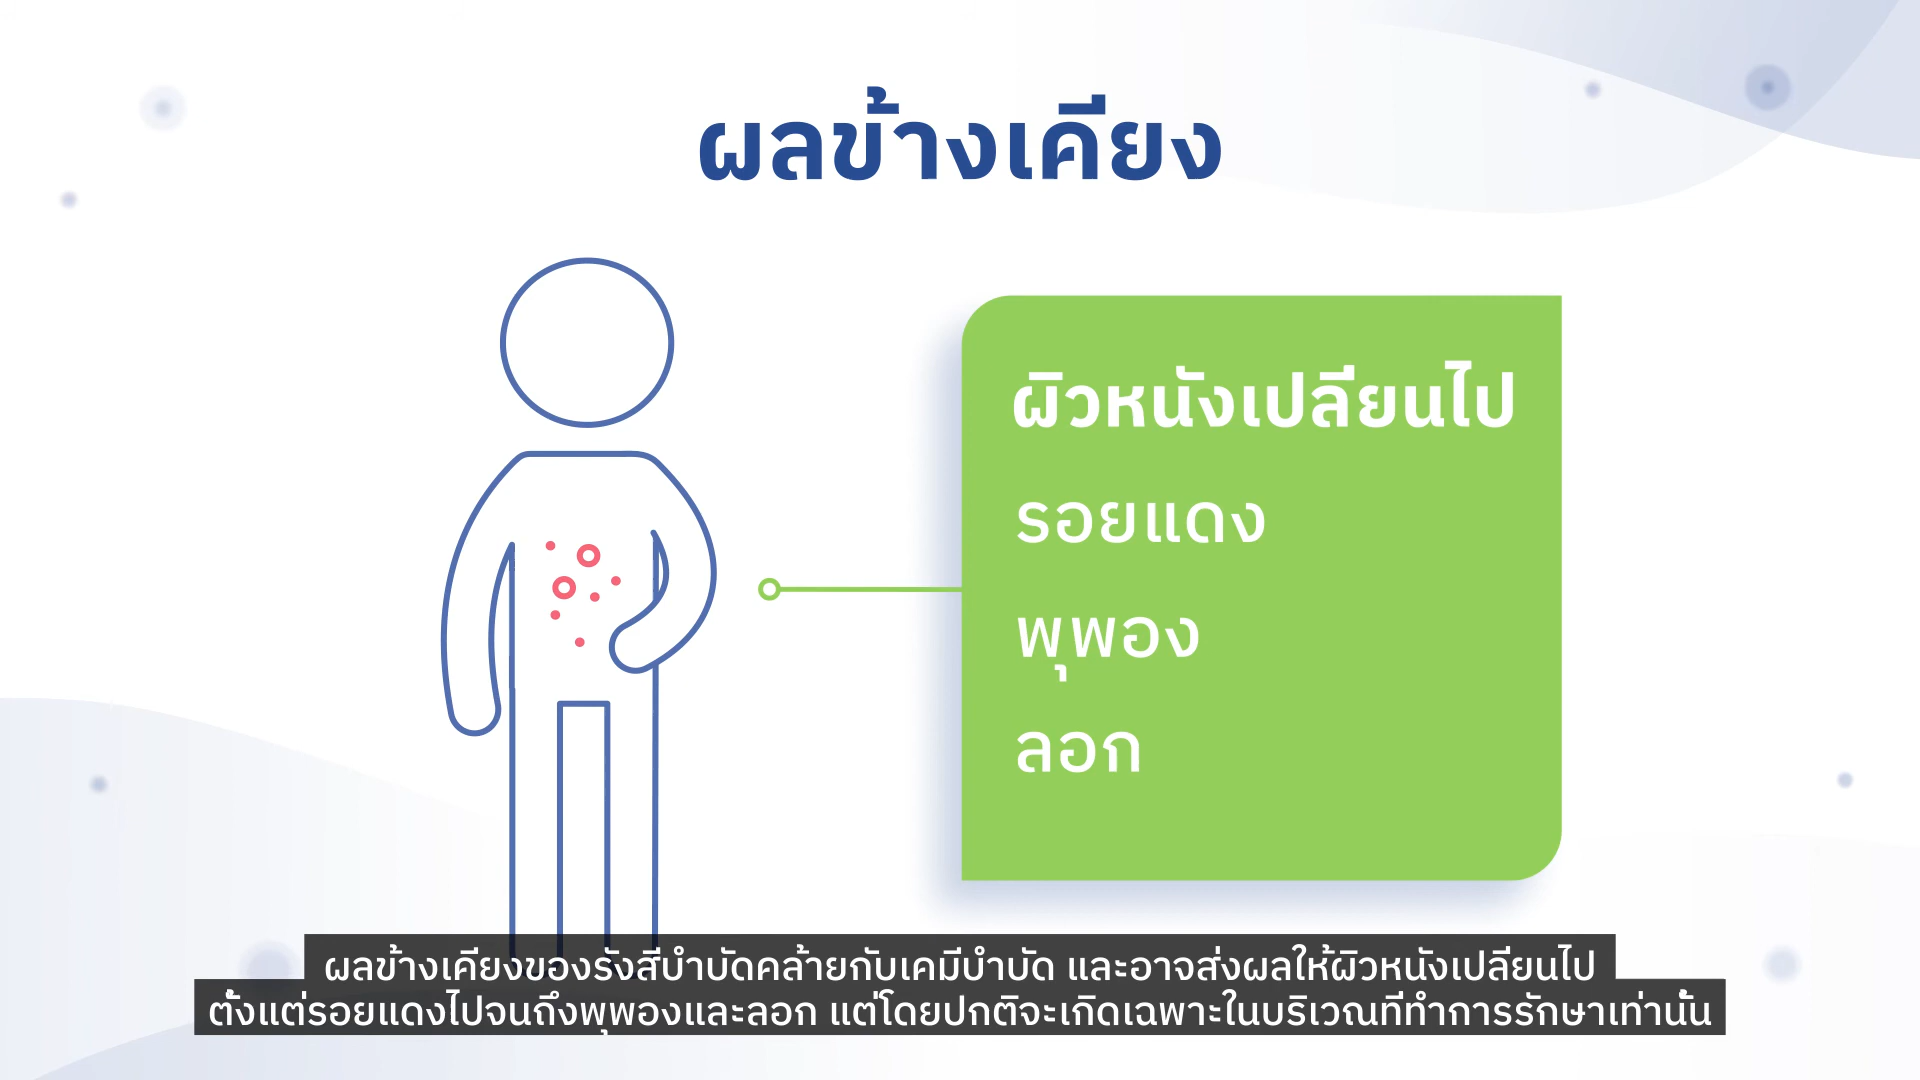 ผลข้างเคียง
ผิวหนังเปลี่ยนไป
รอยแดง
พุพอง
ลอก
ผลข้างเคียงของรังสีบำบัดคล้ายกับเคมีบำบัด และอาจส่งผลให้ผิวหนังเปลี่ยนไป
ตั้งแต่รอยแดงไปจนถึงพุพองและลอก แต่โดยปกติจะเกิดเฉพาะในบริเวณที่ทำการรักษาเท่านั้น